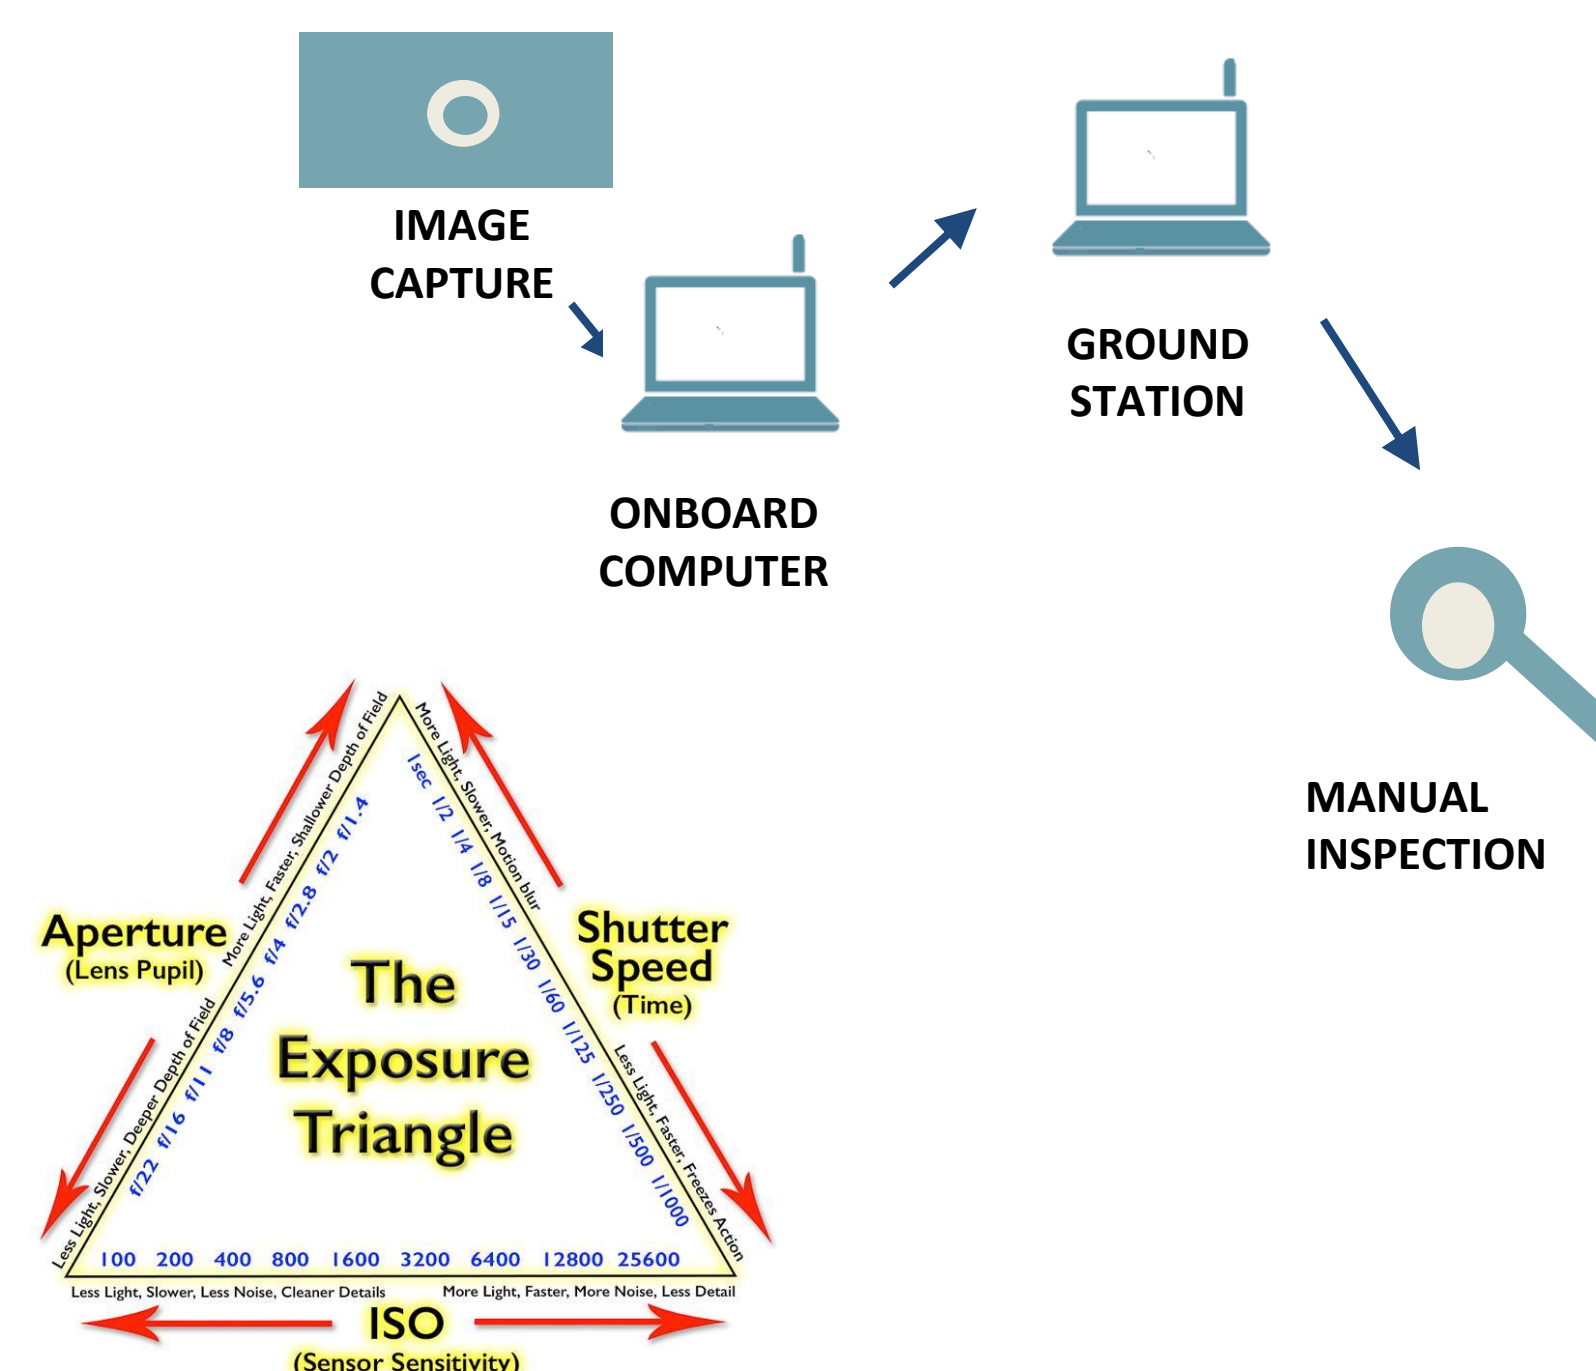 IMAGE
CAPTURE
GROUND
STATION
ONBOARD
COMPUTER
MANUAL
INSPECTION
More Light, Faster, Shallower Depth of Field
More Light, Slower, Motion blur
1sec 1/2 1/4 1/8 1/15 1/30 1/60 1/125 1/250 1/500 1/1000
f/22 f/16 f/11 f/8 f/5.6 f/4 f/2.8 f/2 f/1.4
Aperture
(Lens Pupil)
Shutter
Speed
(Time)
The
Exposure
Triangle
Less Light, Slower, Deeper Depth of Field
Less Light, Faster, Freezes Action
100 200 400 800 1600 3200 6400 12800 25600
Less Light, Slower, Less Noise, Cleaner Details
More Light, Faster, More Noise, Less Detail
ISO
(Sensor Sensitivity)